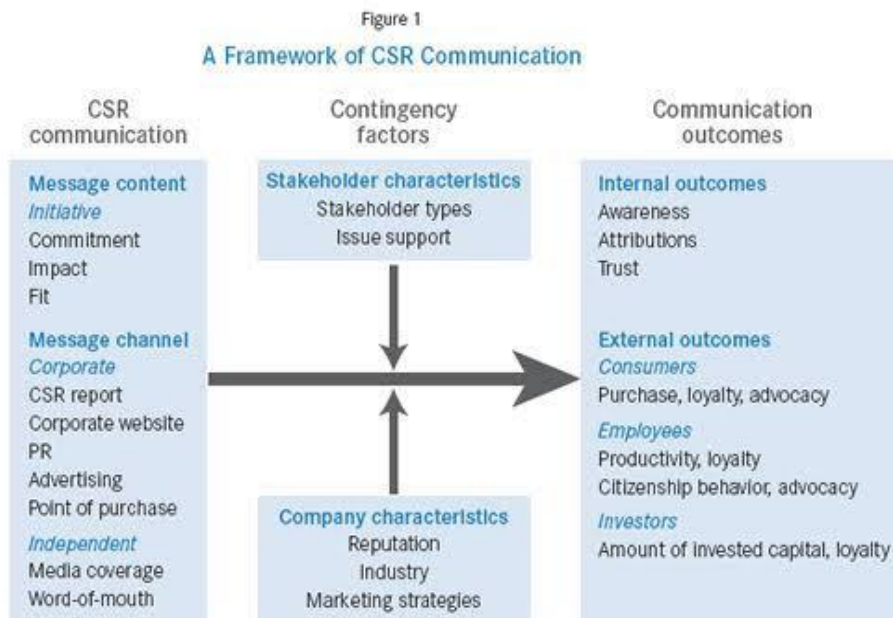 Figure 1
A Framework of CSR Communication
CSR
communication
Message content
Initiative
Commitment
Impact
Fit
Message channel
Corporate
CSR report
Corporate website
PR
Advertising
Point of purchase
Independent
Media coverage
Word-of-mouth
Contingency
factors
Stakeholder characteristics
Stakeholder types
Issue support
Company characteristics
Reputation
Industry
Marketing strategies
Communication
outcomes
Internal outcomes
Awareness
Attributions
Trust
External outcomes
Consumers
Purchase, loyalty, advocacy
Employees
Productivity, loyalty
Citizenship behavior, advocacy
Investors
Amount of invested capital, loyalty